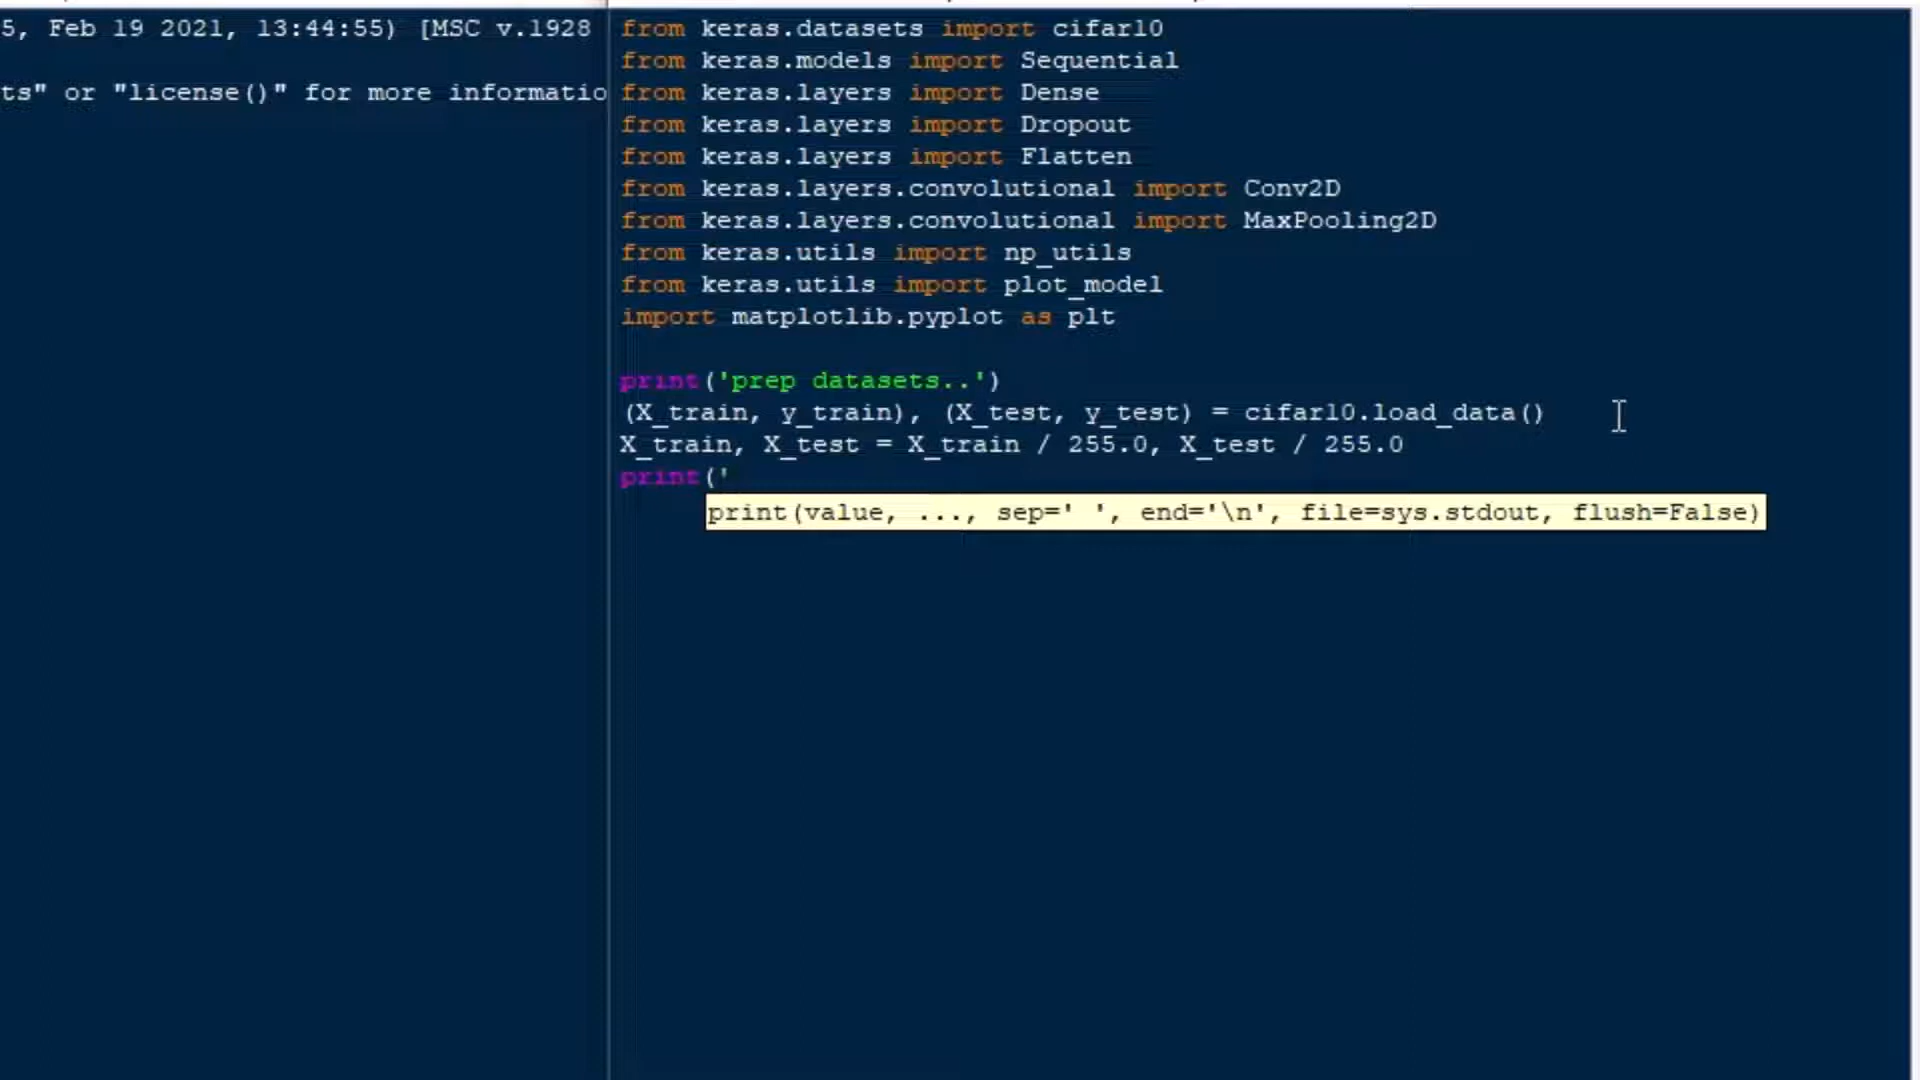 5, Feb 19 2021, 13:44:55) [MSC v.1928
ts" or "license()" for more informatio
from keras.datasets import cifar10
from keras.models import Sequential
from keras.layers import Dense
from keras.layers import Dropout
from keras.layers import Flatten
from keras.layers.convolutional import Conv2D
from keras.layers.convolutional import MaxPooling2D
from keras.utils import np_utils
from keras.utils import plot_model
import matplotlib.pyplot as plt
print('prep datasets..')
(X_train, y_train), (X_test, y_test) = cifar10.load_data()
X_train, X_test = X_train / 255.0, X_test / 255.0
print('
print(value, ..., sep=' ', end='\n', file=sys.stdout, flush=False)